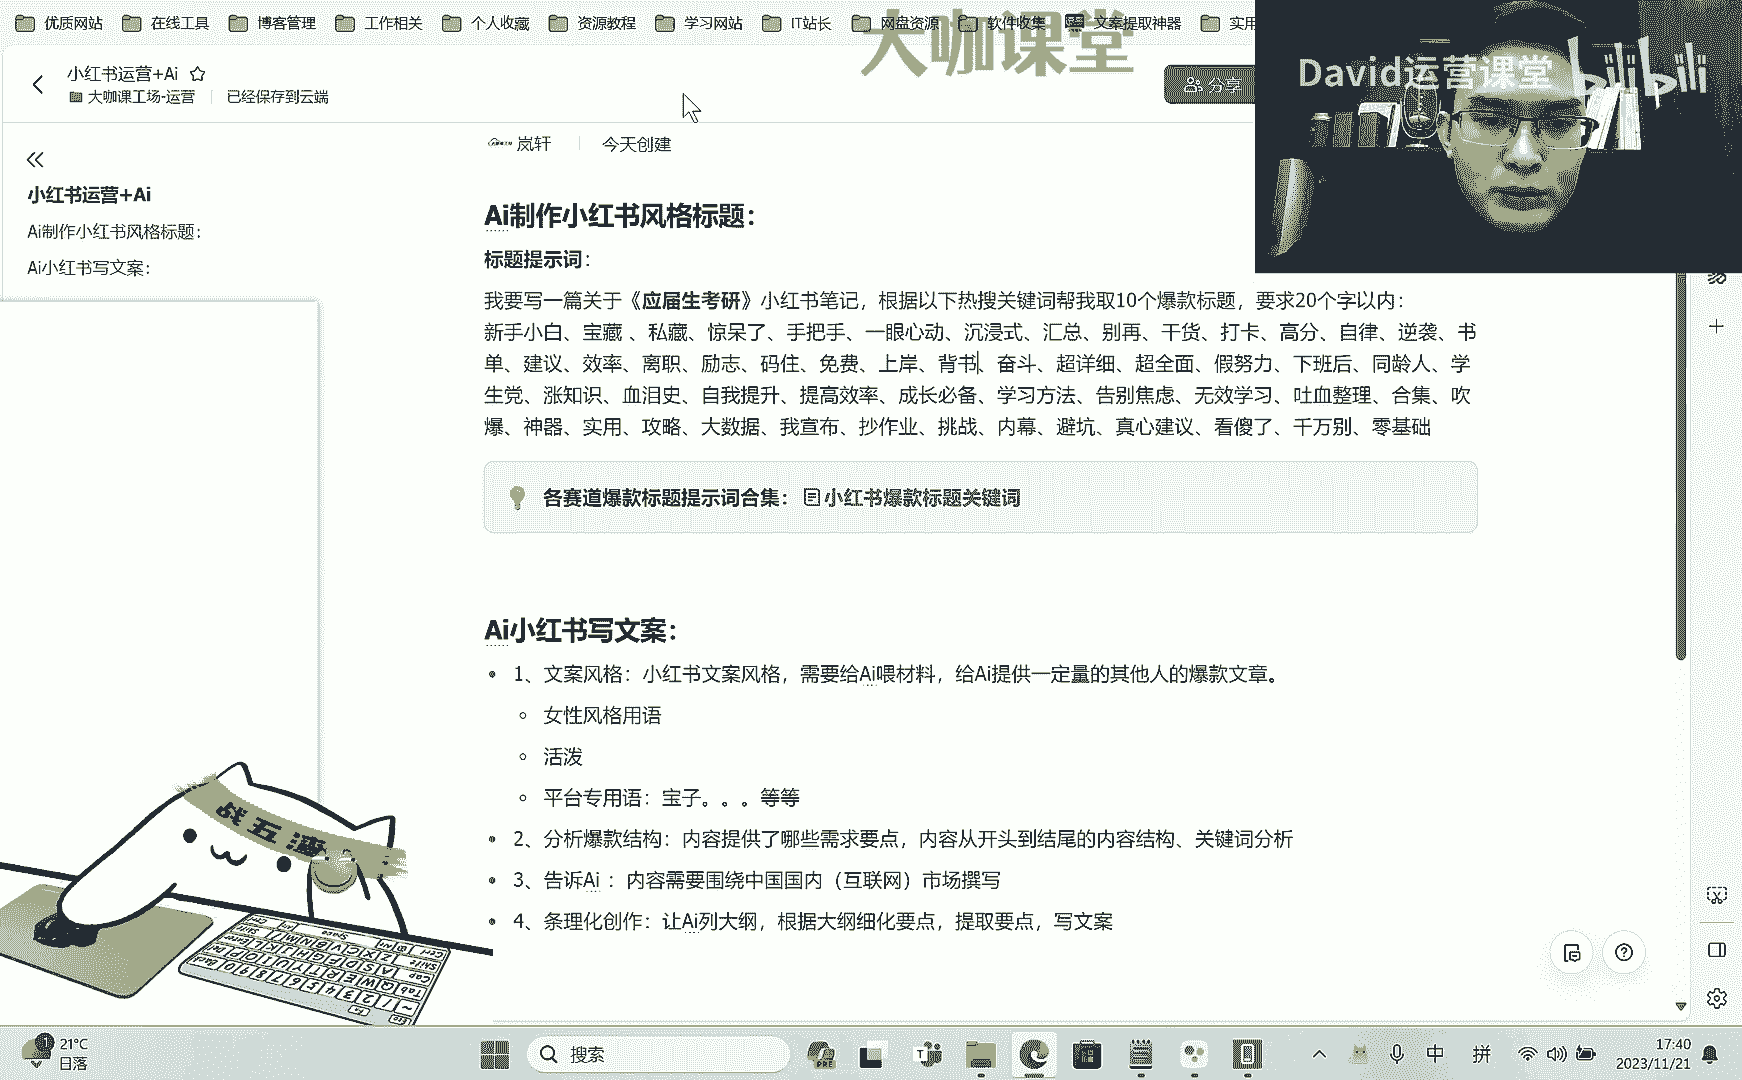 优质网站 在线工具 博客管理 工作相关 个人收藏 资源教程 学习网站 IT站长 网盘资源 软件收集 文案提取神器 实用
大咖课堂
David运营课堂 bilibili
小红书运营+Ai
大咖课工场-运营 已经保存到云端
分享
岚轩 今天创建
小红书运营+Ai
Ai制作小红书风格标题：
Ai小红书写文案：
Ai制作小红书风格标题：
标题提示词：
我要写一篇关于《应届生考研》小红书笔记，根据以下热搜关键词帮我取10个爆款标题，要求20个字以内：
新手小白、宝藏 、私藏、惊呆了、手把手、一眼心动、沉浸式、汇总、别再、干货、打卡、高分、自律、逆袭、书
单、建议、效率、离职、励志、码住、免费、上岸、背书、奋斗、超详细、超全面、假努力、下班后、同龄人、学
生党、涨知识、血泪史、自我提升、提高效率、成长必备、学习方法、告别焦虑、无效学习、吐血整理、合集、吹
爆、神器、实用、攻略、大数据、我宣布、抄作业、挑战、内幕、避坑、真心建议、看傻了、千万别、零基础
各赛道爆款标题提示词合集： 小红书爆款标题关键词
Ai小红书写文案：
1、文案风格：小红书文案风格，需要给Ai喂材料，给Ai提供一定量的其他人的爆款文章。
女性风格用语
活泼
平台专用语：宝子。。。等等
2、分析爆款结构：内容提供了哪些需求要点，内容从开头到结尾的内容结构、关键词分析
3、告诉Ai ：内容需要围绕中国国内（互联网）市场撰写
4、条理化创作：让Ai列大纲，根据大纲细化要点，提取要点，写文案
21°C
日落
搜索
中 拼
17:40
2023/11/21